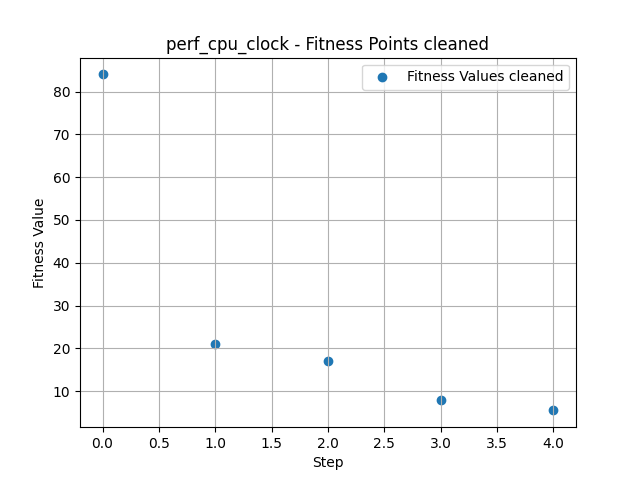 perf_cpu_clock - Fitness Points cleaned
Fitness Values cleaned
Fitness Value
80
70
60
50
40
30
20
10
0.0 0.5 1.0 1.5 2.0 2.5 3.0 3.5 4.0
Step